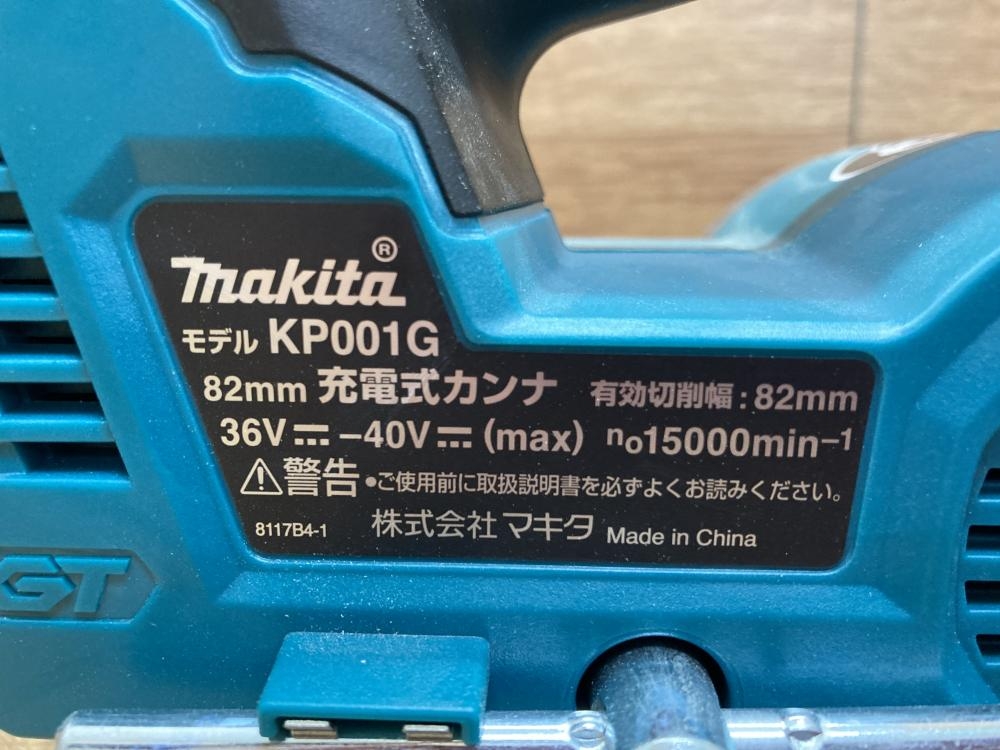 makita®
モデル KP001G
82mm 充電式カンナ 有効切削幅：82mm
36V⎓–40V⎓(max) no15000min–1
⚠警告 •ご使用前に取扱説明書を必ずよくお読みください。
8117B4-1 株式会社 マキタ Made in China
GT